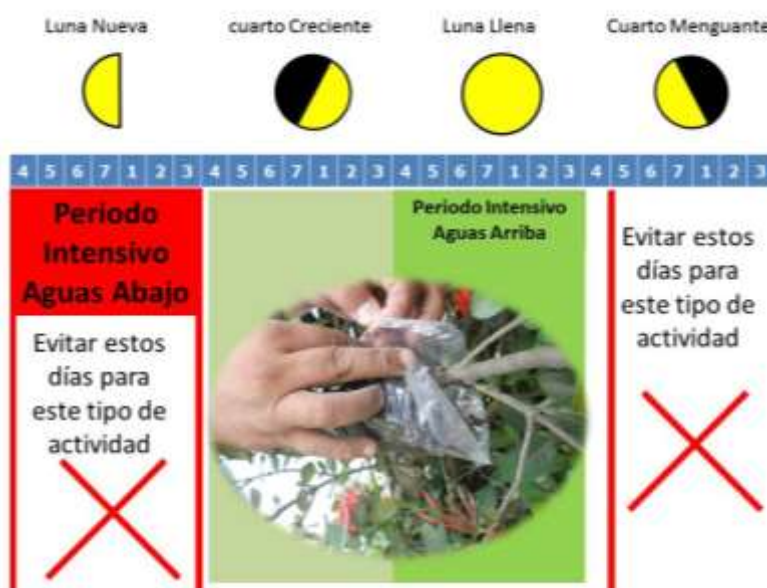 Luna Nueva cuarto Creciente Luna Llena Cuarto Menguante
4 5 6 7 1 2 3 4 5 6 7 1 2 3 4 5 6 7 1 2 3 4 5 6 7 1 2 3
Periodo
Intensivo
Aguas Abajo
Evitar estos
días para
este tipo de
actividad
Periodo Intensivo
Aguas Arriba
Evitar estos
días para
este tipo de
actividad